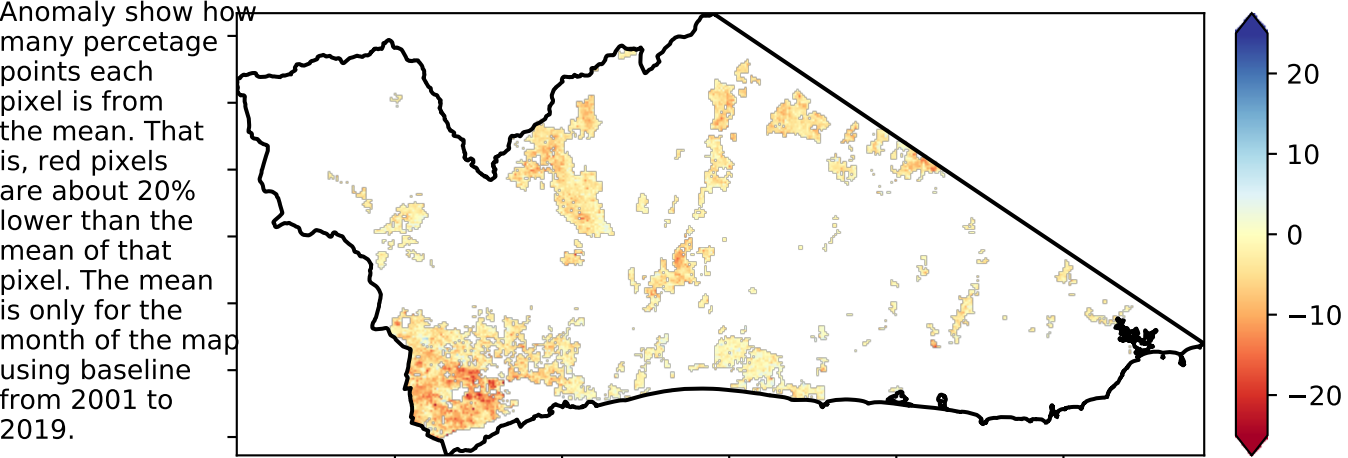 Anomaly show how
many percetage
points each
pixel is from
the mean. That
is, red pixels
are about 20%
lower than the
mean of that
pixel. The mean
is only for the
month of the map
using baseline
from 2001 to
2019.
20
10
0
−10
−20